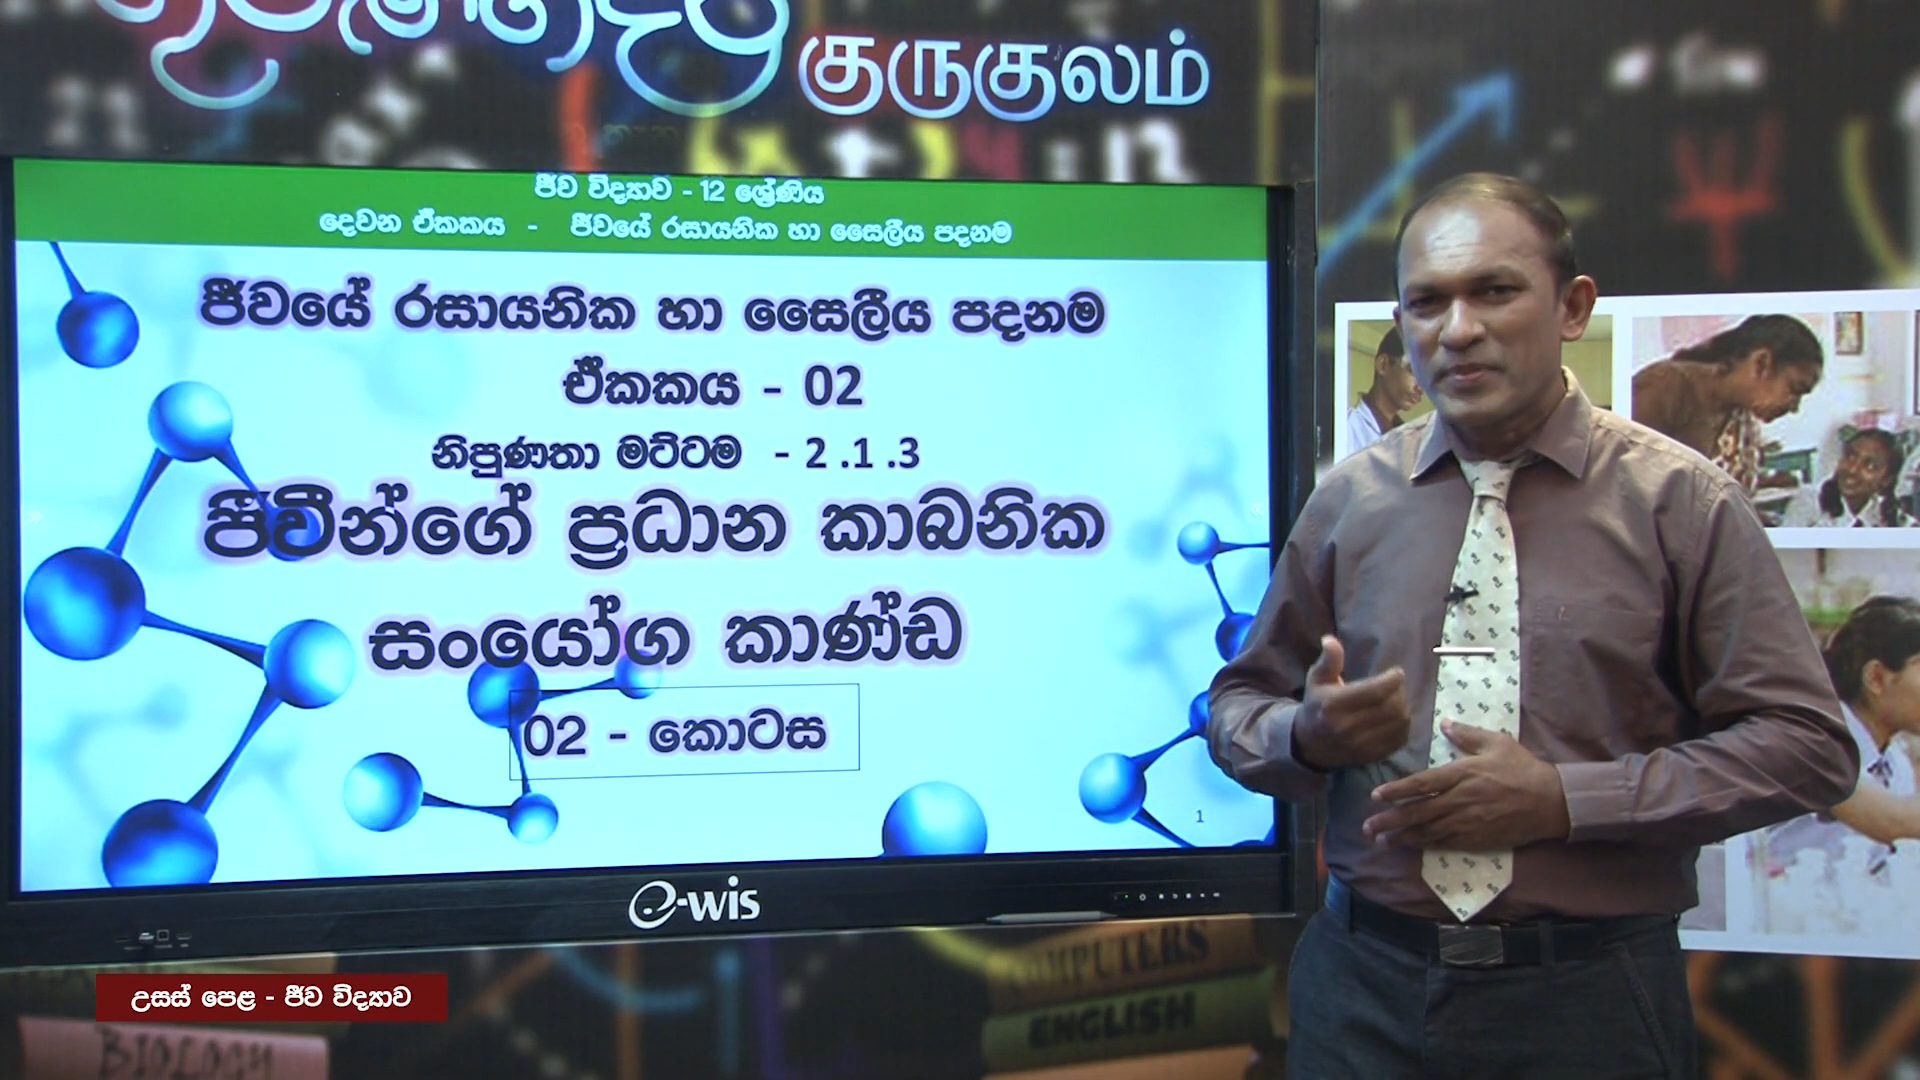 குருகுலம்
ජීව විද්‍යාව - 12 ශ්‍රේණිය
දෙවන ඒකකය - ජීවයේ රසායනික හා සෛලීය පදනම
ජීවයේ රසායනික හා සෛලීය පදනම
ඒකකය - 02
නිපුණතා මට්ටම - 2 .1 .3
ජීවීන්ගේ ප්‍රධාන කාබනික
සංයෝග කාණ්ඩ
02 - කොටස
1
e-wis
COMPUTERS
ENGLISH
උසස් පෙළ - ජීව විද්‍යාව
BIOLOGY